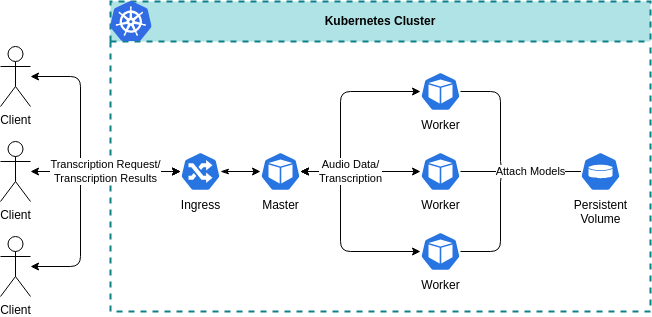 Kubernetes Cluster
Client
Client
Client
Transcription Request/
Transcription Results
Ingress
Master
Audio Data/
Transcription
Worker
Worker
Worker
Attach Models
Persistent
Volume